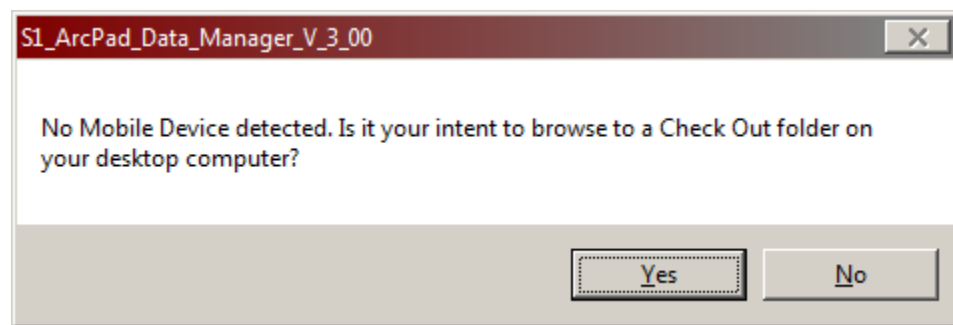 S1_ArcPad_Data_Manager_V_3_00
No Mobile Device detected. Is it your intent to browse to a Check Out folder on
your desktop computer?
Yes
No